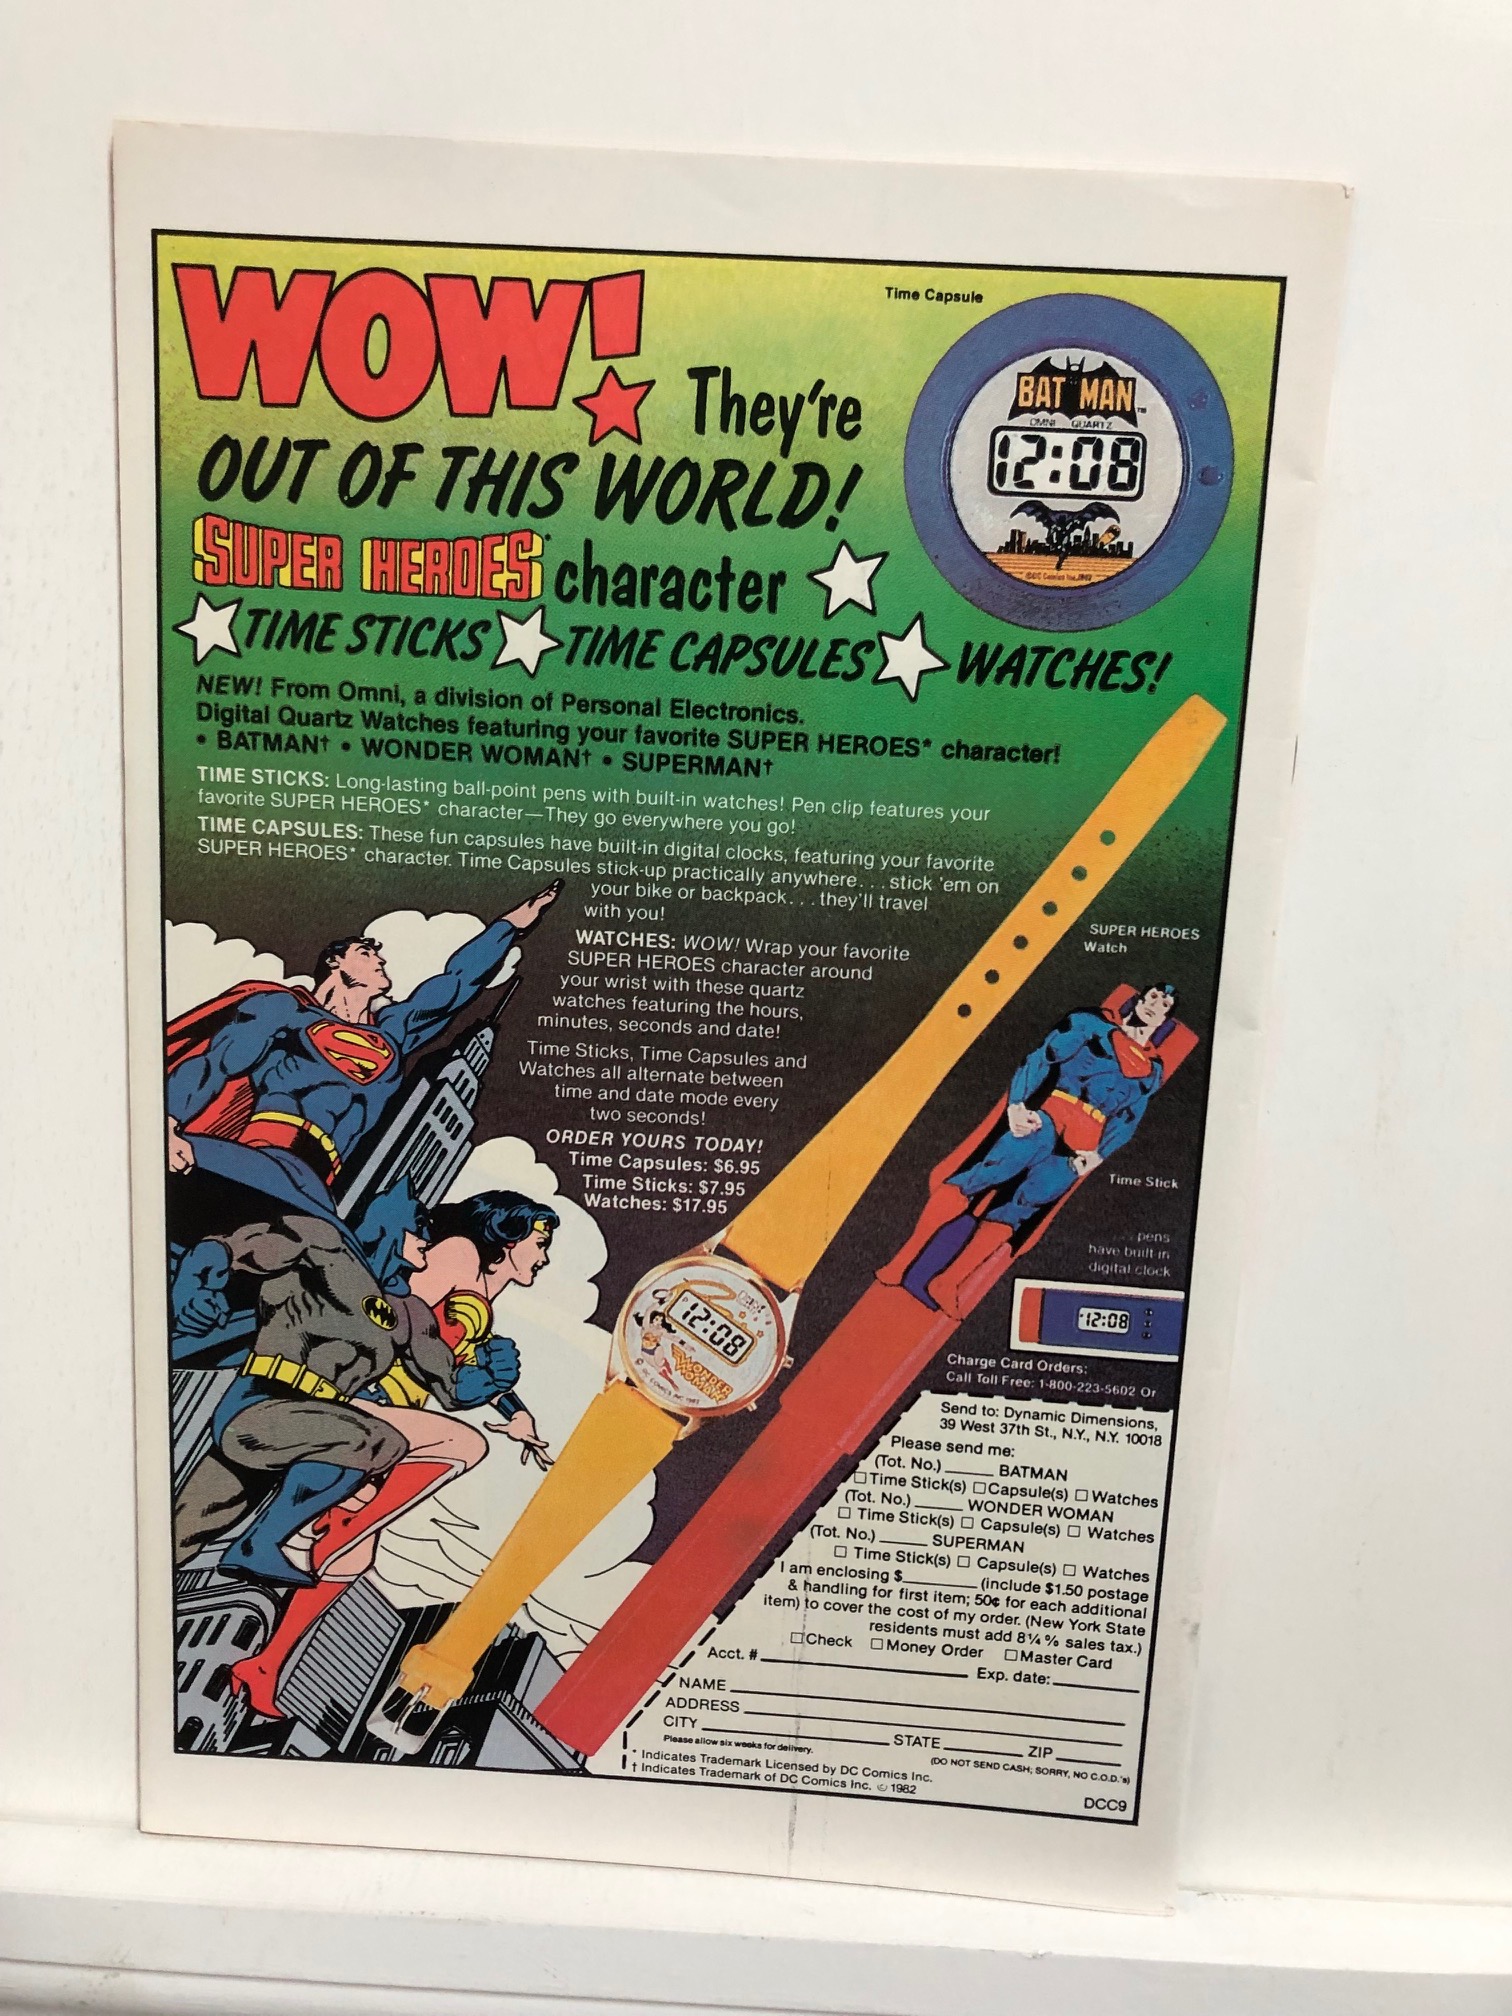 WOW!
Time Capsule
BATMAN
OMNI QUARTZ
12:08
©DC Comics Inc. 1982
They're
OUT OF THIS WORLD!
SUPER HEROES* character
TIME STICKS TIME CAPSULES WATCHES!
NEW! From Omni, a division of Personal Electronics.
Digital Quartz Watches featuring your favorite SUPER HEROES* character!
• BATMAN† • WONDER WOMAN† • SUPERMAN†
TIME STICKS: Long-lasting ball-point pens with built-in watches! Pen clip features your
favorite SUPER HEROES* character—They go everywhere you go!
TIME CAPSULES: These fun capsules have built-in digital clocks, featuring your favorite
SUPER HEROES* character. Time Capsules stick-up practically anywhere. . . stick 'em on
your bike or backpack. . . they'll travel
with you!
WATCHES: WOW! Wrap your favorite
SUPER HEROES character around
your wrist with these quartz
watches featuring the hours,
minutes, seconds and date!
Time Sticks, Time Capsules and
Watches all alternate between
time and date mode every
two seconds!
ORDER YOURS TODAY!
Time Capsules: $6.95
Time Sticks: $7.95
Watches: $17.95
SUPER HEROES
Watch
Time Stick
. . . pens
have built in
digital clock
12:08
12:08
WONDER
WOMAN
Charge Card Orders:
Call Toll Free: 1-800-223-5602 Or
Send to: Dynamic Dimensions,
39 West 37th St., N.Y., N.Y. 10018
Please send me:
(Tot. No.) ______ BATMAN
□ Time Stick(s) □ Capsule(s) □ Watches
(Tot. No.) ______ WONDER WOMAN
□ Time Stick(s) □ Capsule(s) □ Watches
(Tot. No.) ______ SUPERMAN
□ Time Stick(s) □ Capsule(s) □ Watches
I am enclosing $________ (include $1.50 postage
& handling for first item; 50¢ for each additional
item) to cover the cost of my order. (New York State
residents must add 8¼% sales tax.)
□ Check □ Money Order □ Master Card
Acct. # ____________ Exp. date: ________
NAME
ADDRESS
CITY ____________ STATE ________ ZIP ________
Please allow six weeks for delivery. (DO NOT SEND CASH; SORRY, NO C.O.D.'s)
* Indicates Trademark Licensed by DC Comics Inc.
† Indicates Trademark of DC Comics Inc. © 1982
DCC9